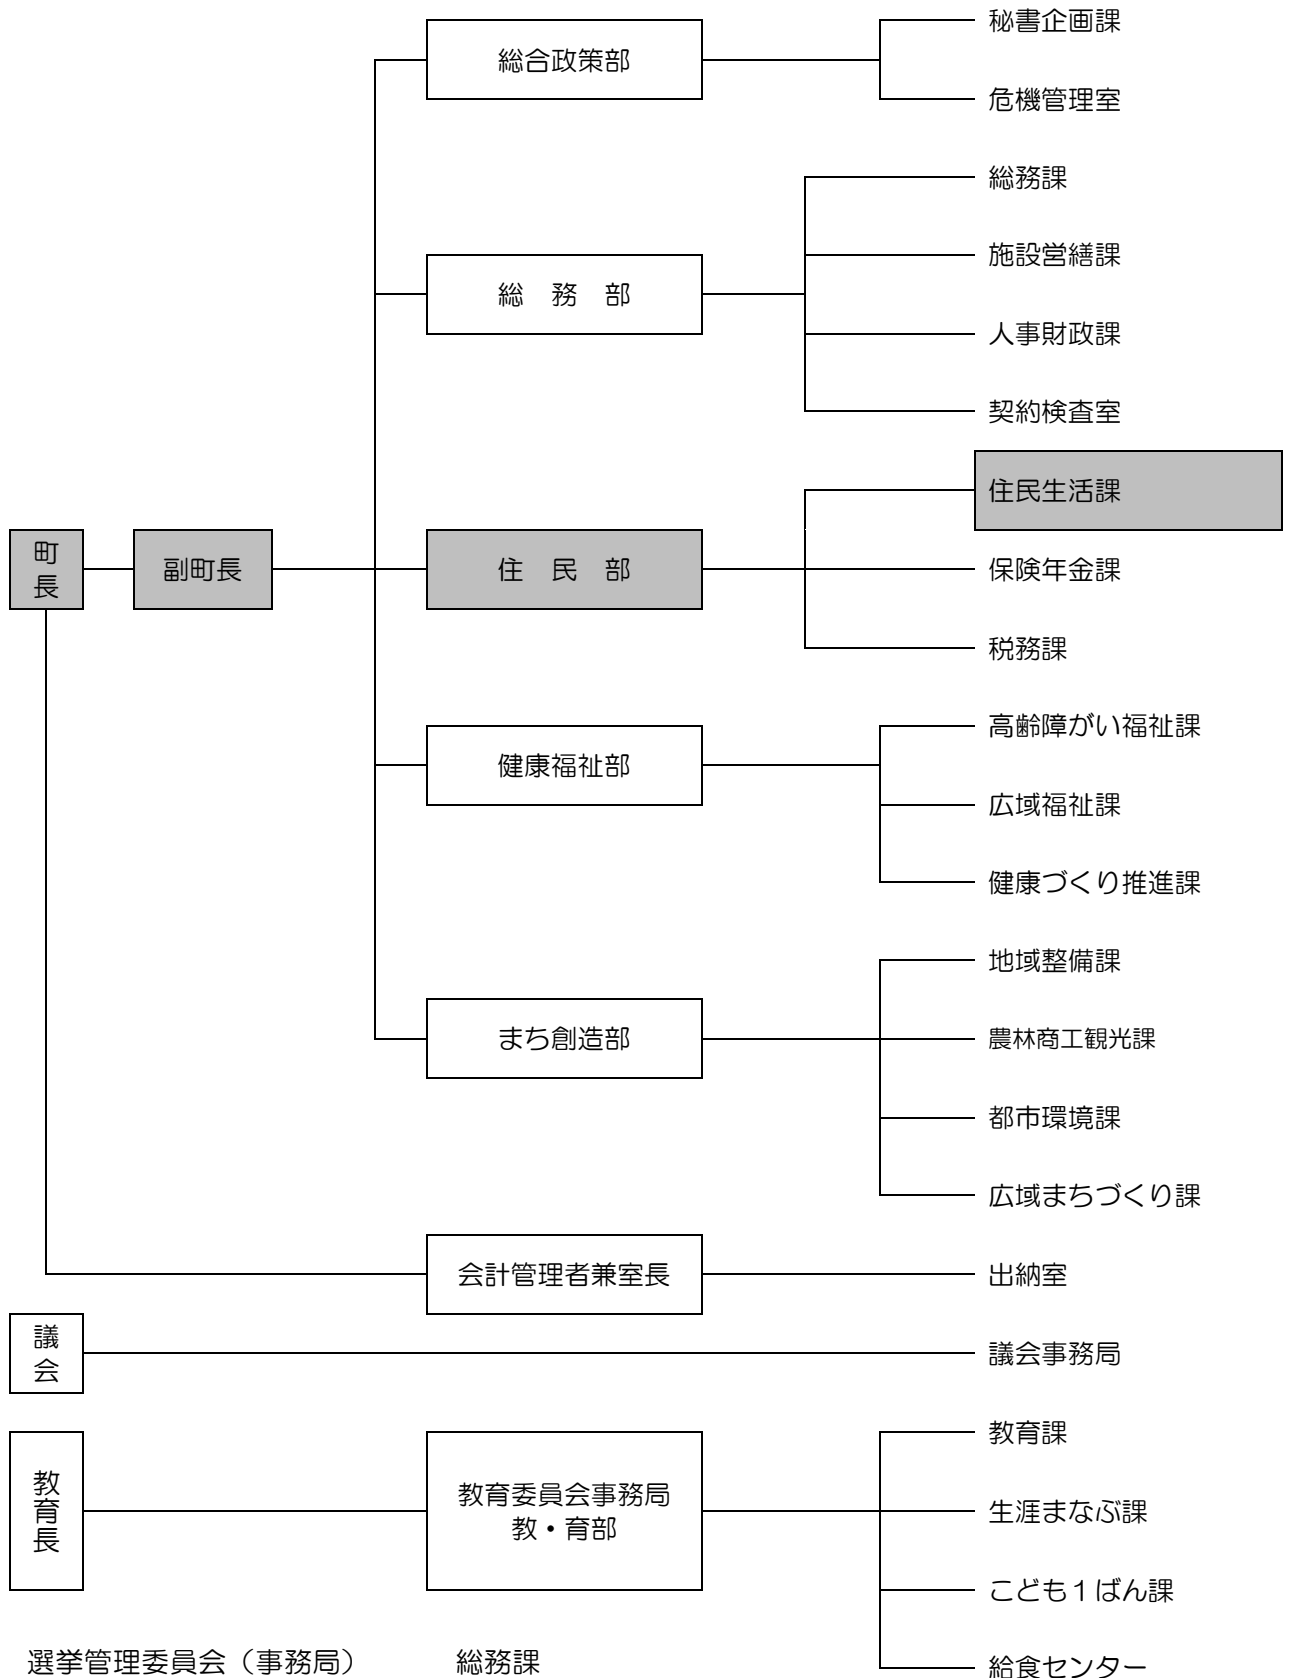 秘書企画課
総合政策部
危機管理室
総務課
施設営繕課
総　務　部
人事財政課
契約検査室
住民生活課
町
長
副町長
住　民　部
保険年金課
税務課
高齢障がい福祉課
健康福祉部
広域福祉課
健康づくり推進課
地域整備課
まち創造部
農林商工観光課
都市環境課
広域まちづくり課
会計管理者兼室長
出納室
議
会
議会事務局
教育課
教
育
長
教育委員会事務局
教・育部
生涯まなぶ課
こども１ばん課
選挙管理委員会（事務局）　総務課
給食センター